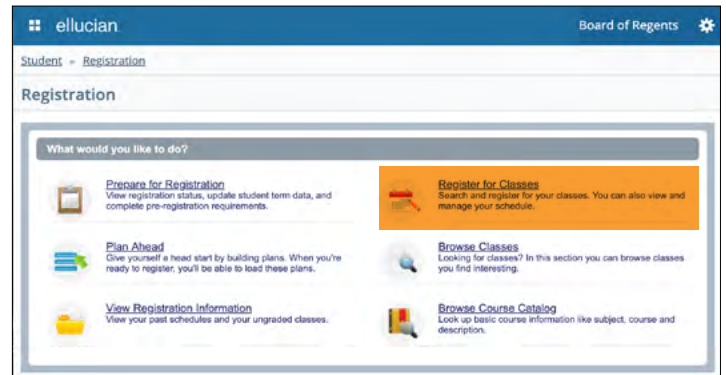 ellucian
Board of Regents
Student
Registration
Registration
What would you like to do?
Prepare for Registration
View registration status, update student term data, and
complete pre-registration requirements.
Register for Classes
Search and register for your classes. You can also view and
manage your schedule.
Plan Ahead
Give yourself a head start by building plans. When you're
ready to register, you'll be able to load these plans.
Browse Classes
Looking for classes? In this section you can browse classes
you find interesting.
View Registration Information
View your past schedules and your ungraded classes.
Browse Course Catalog
Look up basic course information like subject, course and
description.